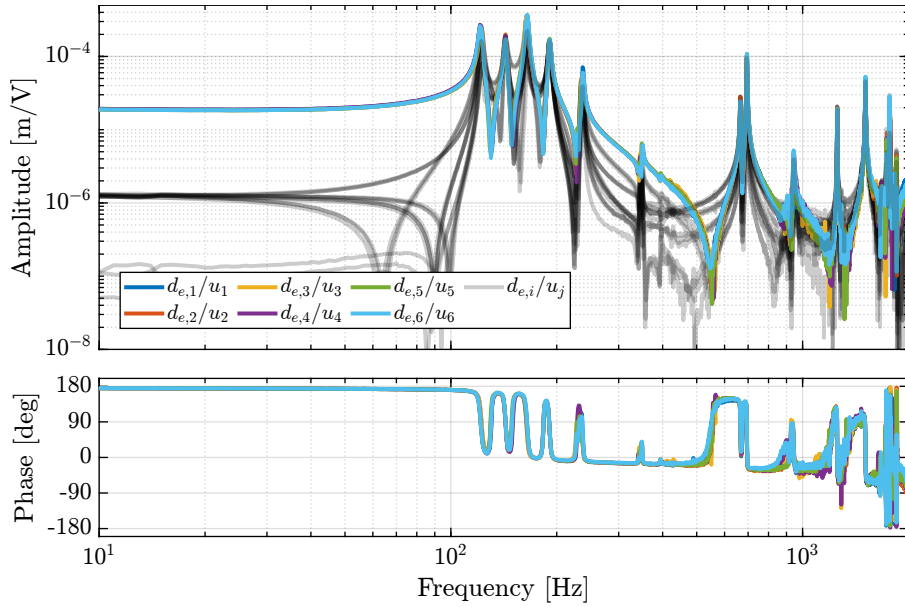 Amplitude [m/V]
10^{-4}
10^{-6}
10^{-8}
d_{e,1}/u_1 d_{e,3}/u_3 d_{e,5}/u_5 d_{e,i}/u_j
d_{e,2}/u_2 d_{e,4}/u_4 d_{e,6}/u_6
Phase [deg]
180
90
0
-90
-180
10^1 10^2 10^3
Frequency [Hz]